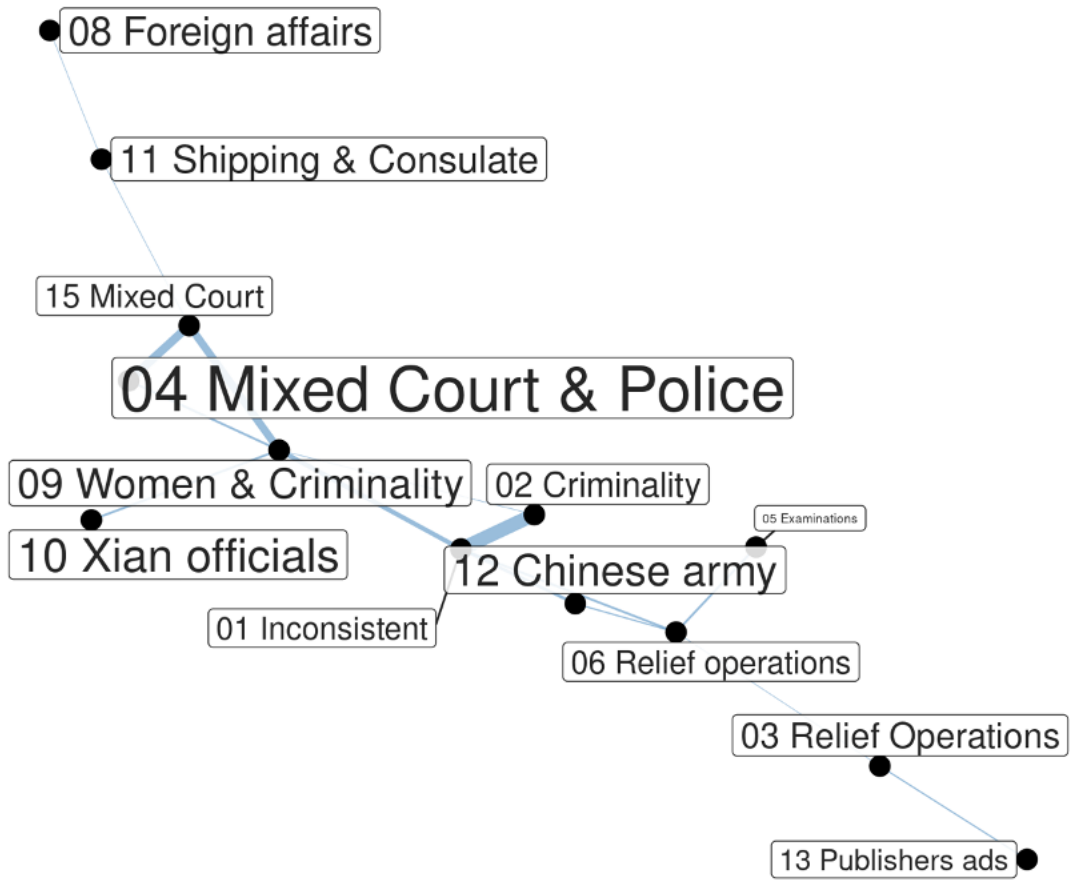 08 Foreign affairs
11 Shipping & Consulate
15 Mixed Court
04 Mixed Court & Police
09 Women & Criminality
02 Criminality
05 Examinations
10 Xian officials
12 Chinese army
01 Inconsistent
06 Relief operations
03 Relief Operations
13 Publishers ads